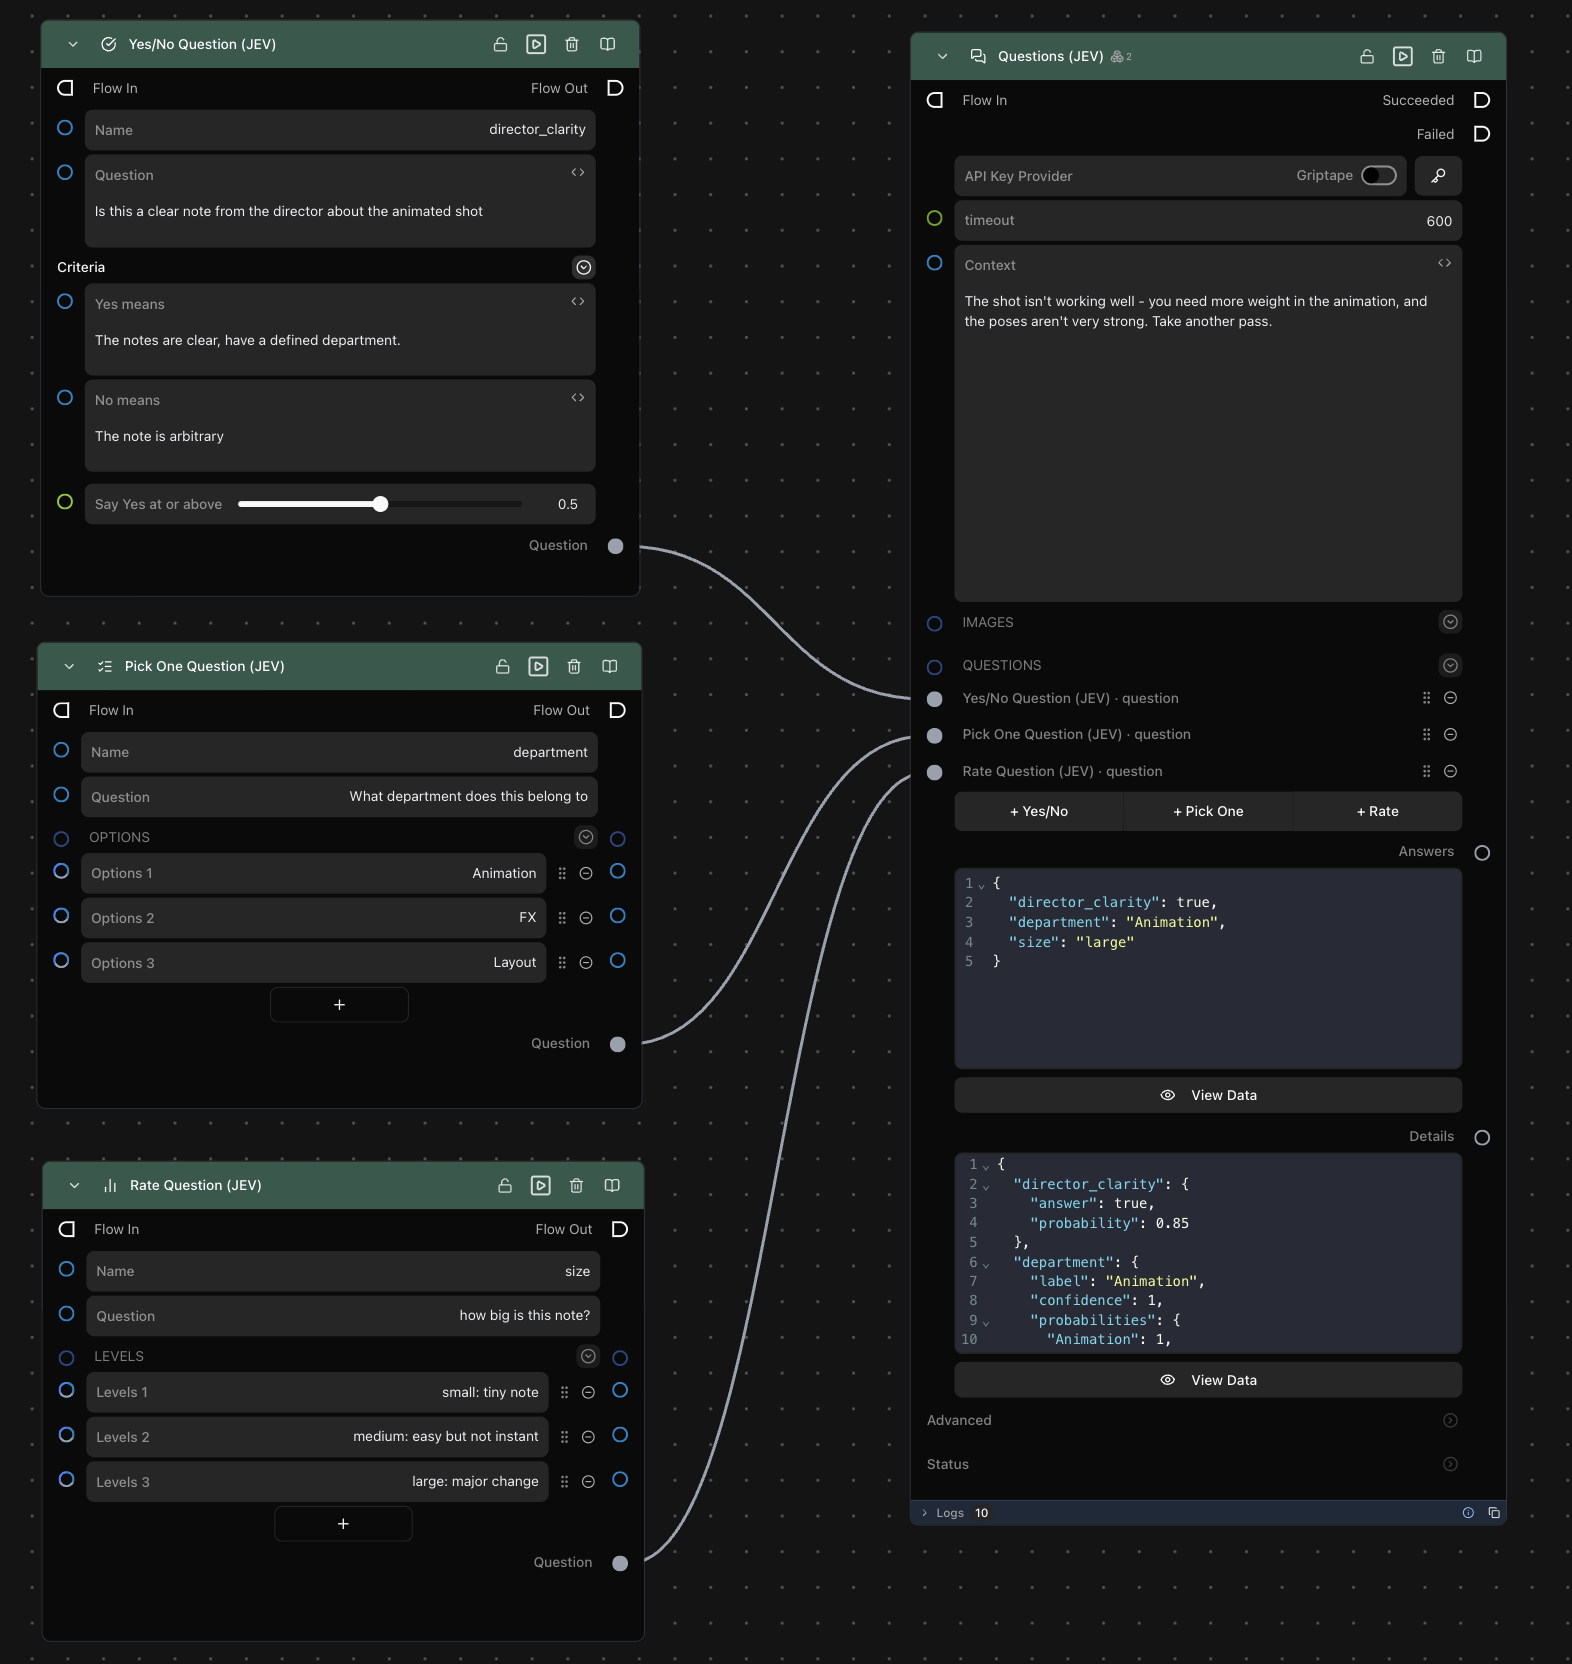 Yes/No Question (JEV)
Flow In
Flow Out
Name
director_clarity
Question
Is this a clear note from the director about the animated shot
Criteria
Yes means
The notes are clear, have a defined department.
No means
The note is arbitrary
Say Yes at or above
0.5
Question
Pick One Question (JEV)
Flow In
Flow Out
Name
department
Question
What department does this belong to
OPTIONS
Options 1
Animation
Options 2
FX
Options 3
Layout
+
Question
Rate Question (JEV)
Flow In
Flow Out
Name
size
Question
how big is this note?
LEVELS
Levels 1
small: tiny note
Levels 2
medium: easy but not instant
Levels 3
large: major change
+
Question
Questions (JEV) 2
Flow In
Succeeded
Failed
API Key Provider
Griptape
timeout
600
Context
The shot isn't working well - you need more weight in the animation, and
the poses aren't very strong. Take another pass.
IMAGES
QUESTIONS
Yes/No Question (JEV) · question
Pick One Question (JEV) · question
Rate Question (JEV) · question
+ Yes/No
+ Pick One
+ Rate
Answers
1 {
2 "director_clarity": true,
3 "department": "Animation",
4 "size": "large"
5 }
View Data
Details
1 {
2 "director_clarity": {
3 "answer": true,
4 "probability": 0.85
5 },
6 "department": {
7 "label": "Animation",
8 "confidence": 1,
9 "probabilities": {
10 "Animation": 1,
View Data
Advanced
Status
Logs 10